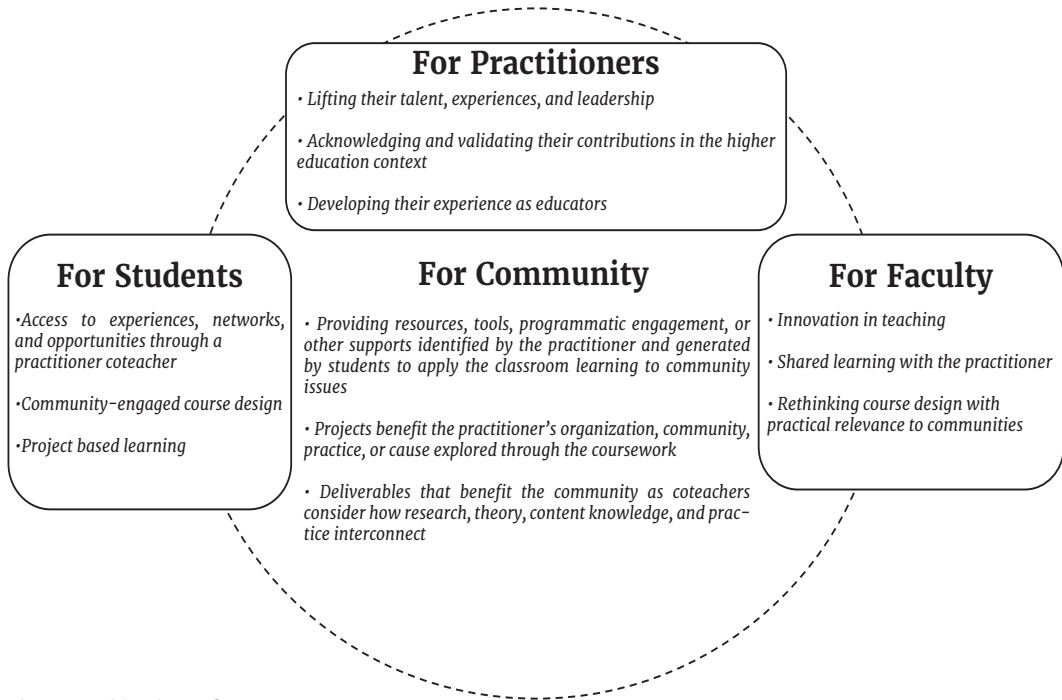 For Practitioners
• Lifting their talent, experiences, and leadership
• Acknowledging and validating their contributions in the higher
education context
• Developing their experience as educators
For Students
•Access to experiences, networks,
and opportunities through a
practitioner coteacher
•Community-engaged course design
•Project based learning
For Community
• Providing resources, tools, programmatic engagement, or
other supports identified by the practitioner and generated
by students to apply the classroom learning to community
issues
• Projects benefit the practitioner's organization, community,
practice, or cause explored through the coursework
• Deliverables that benefit the community as coteachers
consider how research, theory, content knowledge, and prac-
tice interconnect
For Faculty
• Innovation in teaching
• Shared learning with the practitioner
• Rethinking course design with
practical relevance to communities